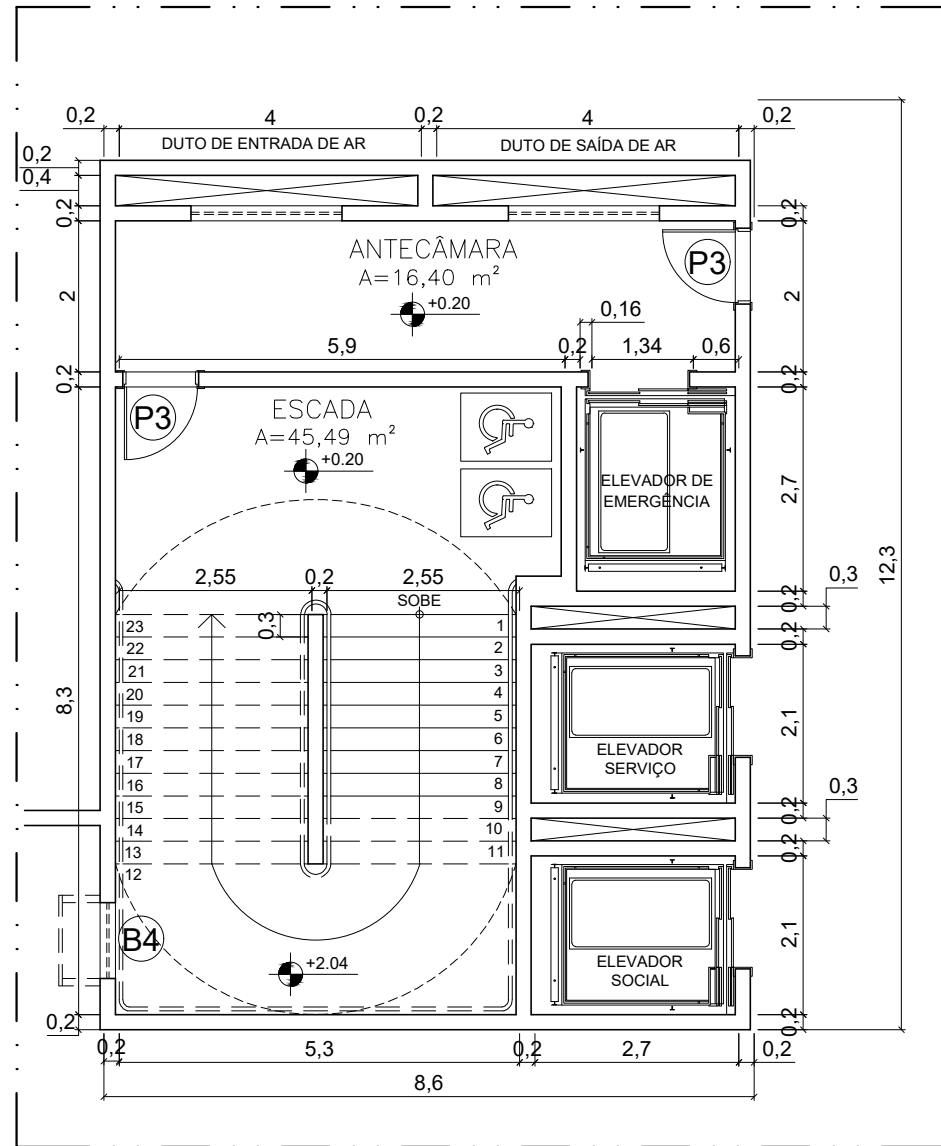 0,2 4 0,2 4 0,2
DUTO DE ENTRADA DE AR DUTO DE SAÍDA DE AR
0,2
0,4
0,2 0,2
ANTECÂMARA
A=16,40 m²
P3
+0.20
2 2
0,16
5,9 0,2 1,34 0,6
0,2 0,2
P3
ESCADA
A=45,49 m²
+0.20
ELEVADOR DE
EMERGÊNCIA
2,7
12,3
2,55 0,2 2,55
0,3
SOBE
0,2
0,3
23 1
0,2
22 2
21 3
20 4
8,3
19 5
2,1
18 6
17 7
ELEVADOR
SERVIÇO
16 8
0,3
15 9
0,2
14 10
0,2
13 11
12
B4
2,1
ELEVADOR
SOCIAL
+2.04
0,2 0,2
0,2 5,3 0,2 2,7 0,2
8,6